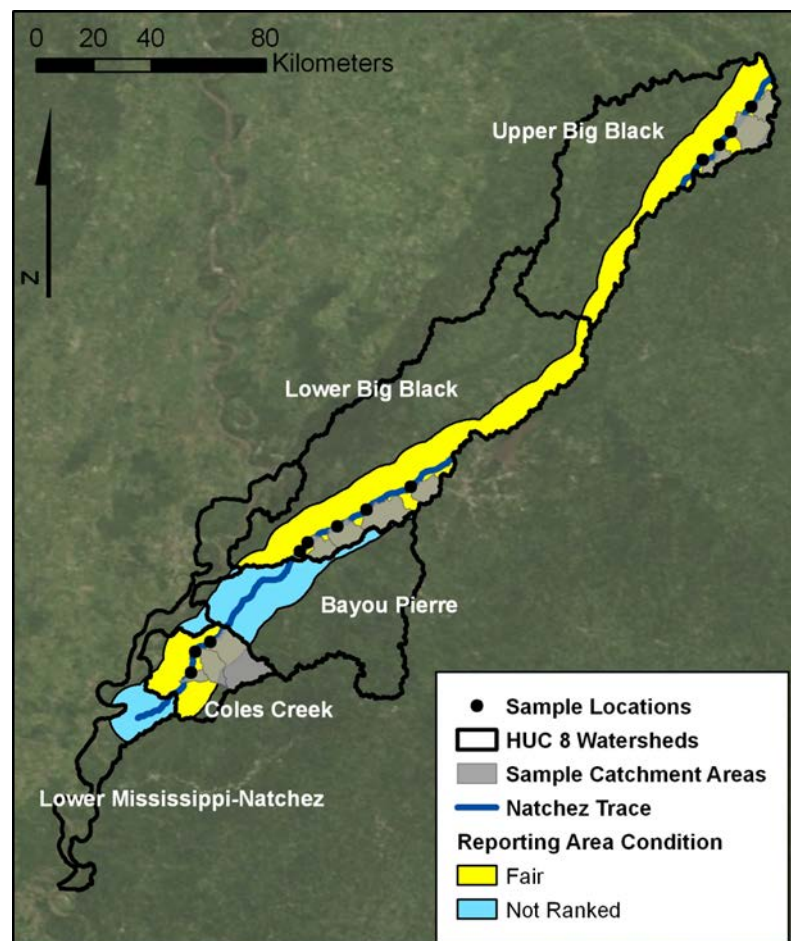 0 20 40 80
Kilometers
N
Upper Big Black
Lower Big Black
Bayou Pierre
Coles Creek
Lower Mississippi-Natchez
Sample Locations
HUC 8 Watersheds
Sample Catchment Areas
Natchez Trace
Reporting Area Condition
Fair
Not Ranked